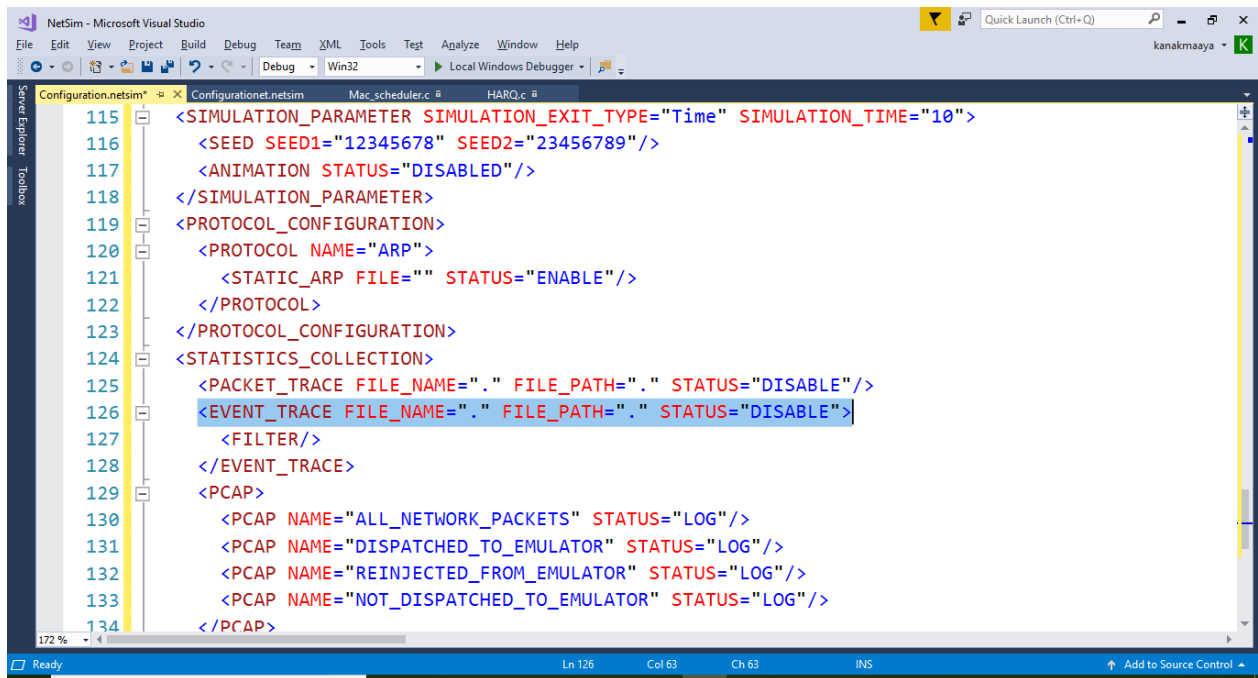 NetSim - Microsoft Visual Studio
Quick Launch (Ctrl+Q)
File Edit View Project Build Debug Team XML Tools Test Analyze Window Help
kanakmaaya K
Debug Win32 Local Windows Debugger
Server Explorer
Toolbox
Configuration.netsim* Configurationet.netsim Mac_scheduler.c HARQ.c
115 <SIMULATION_PARAMETER SIMULATION_EXIT_TYPE="Time" SIMULATION_TIME="10">
116 <SEED SEED1="12345678" SEED2="23456789"/>
117 <ANIMATION STATUS="DISABLED"/>
118 </SIMULATION_PARAMETER>
119 <PROTOCOL_CONFIGURATION>
120 <PROTOCOL NAME="ARP">
121 <STATIC_ARP FILE="" STATUS="ENABLE"/>
122 </PROTOCOL>
123 </PROTOCOL_CONFIGURATION>
124 <STATISTICS_COLLECTION>
125 <PACKET_TRACE FILE_NAME="." FILE_PATH="." STATUS="DISABLE"/>
126 <EVENT_TRACE FILE_NAME="." FILE_PATH="." STATUS="DISABLE">
127 <FILTER/>
128 </EVENT_TRACE>
129 <PCAP>
130 <PCAP NAME="ALL_NETWORK_PACKETS" STATUS="LOG"/>
131 <PCAP NAME="DISPATCHED_TO_EMULATOR" STATUS="LOG"/>
132 <PCAP NAME="REINJECTED_FROM_EMULATOR" STATUS="LOG"/>
133 <PCAP NAME="NOT_DISPATCHED_TO_EMULATOR" STATUS="LOG"/>
134 </PCAP>
172 %
Ready Ln 126 Col 63 Ch 63 INS Add to Source Control